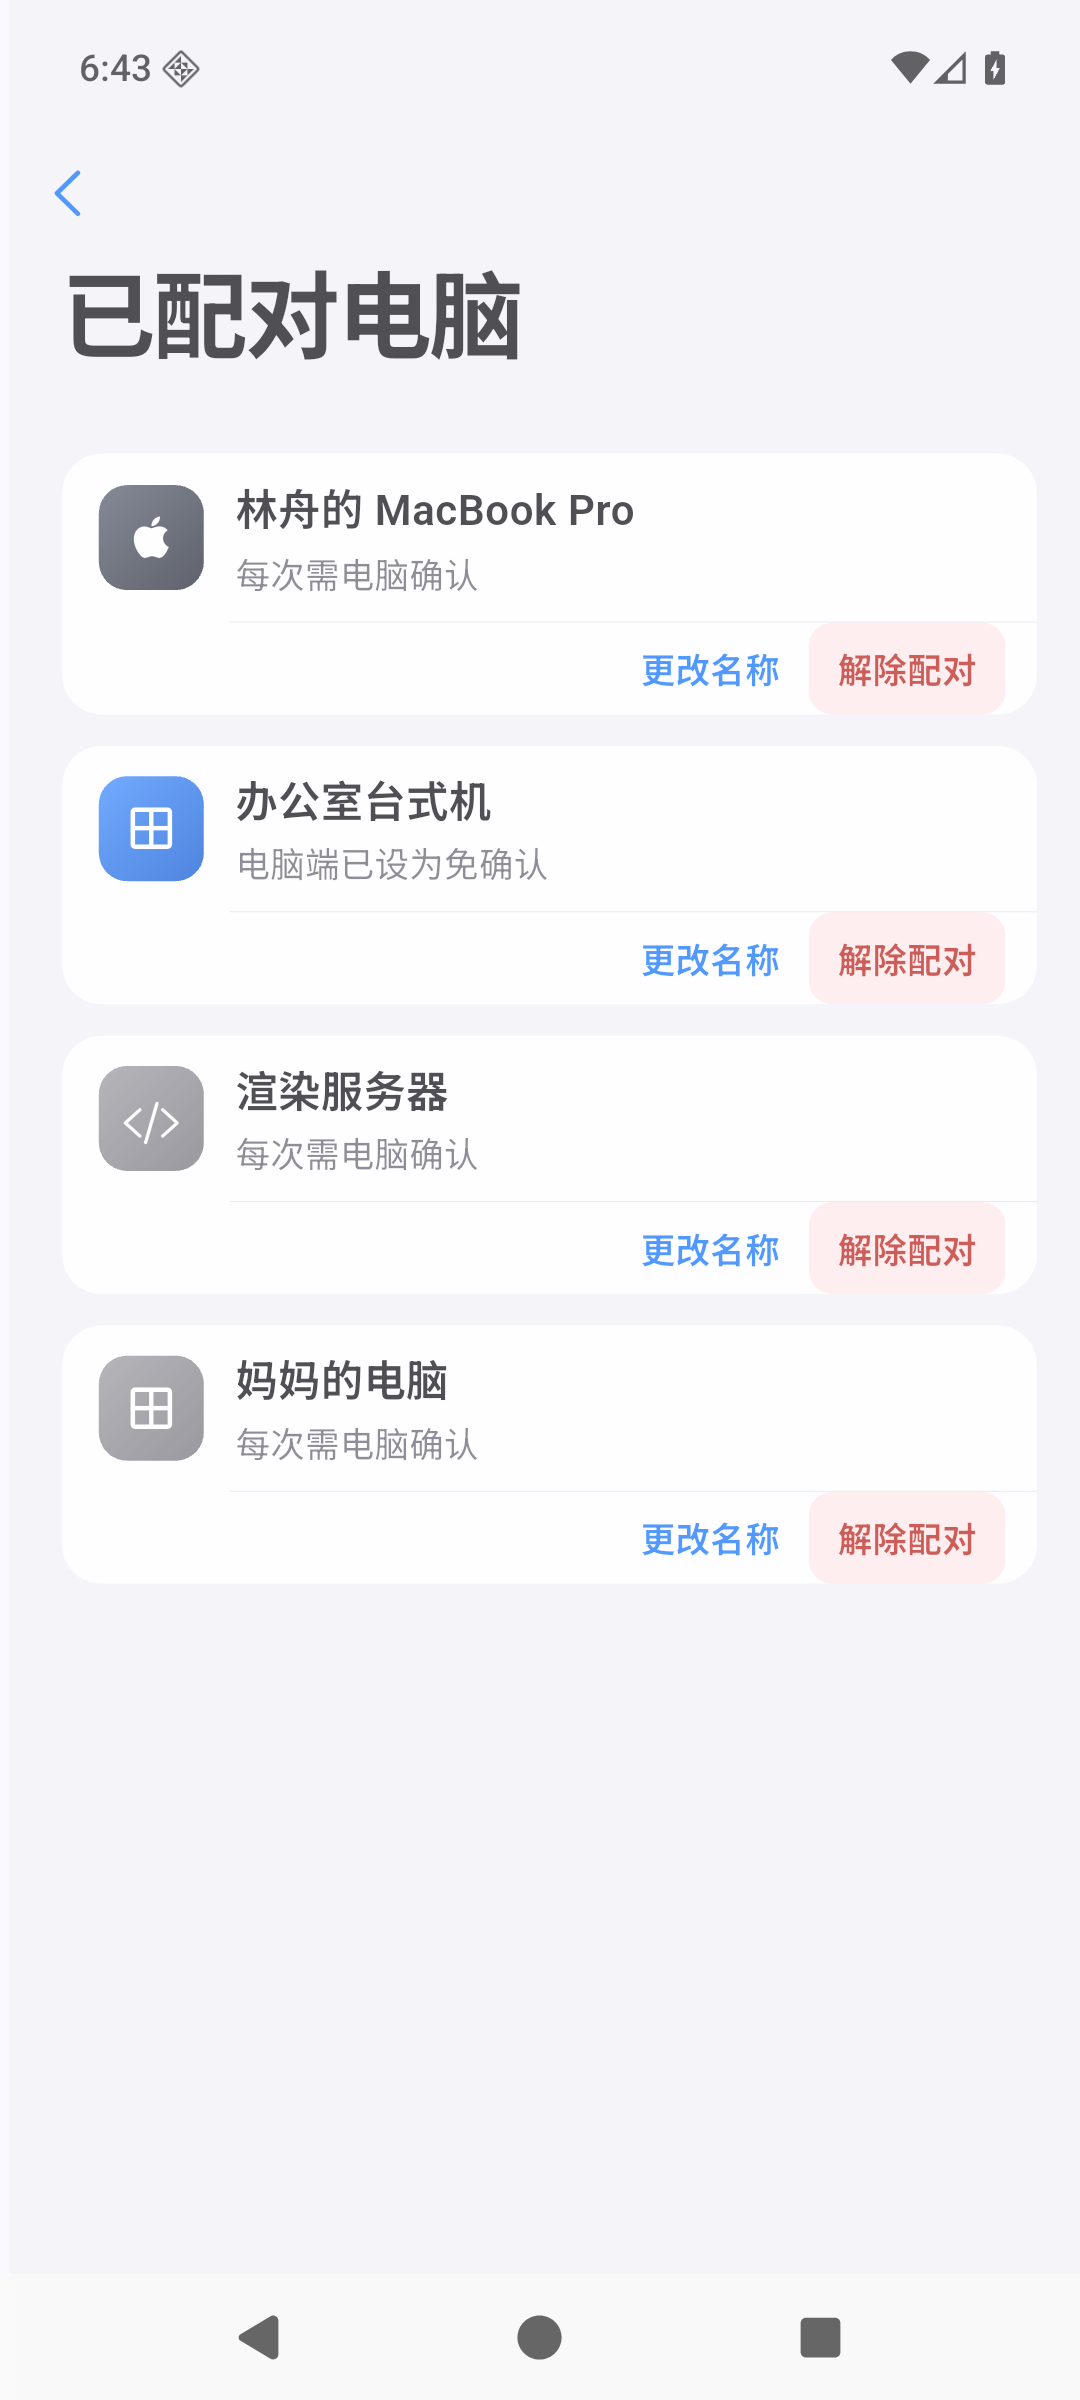 6:43
已配对电脑
林舟的 MacBook Pro
每次需电脑确认
更改名称 解除配对
办公室台式机
电脑端已设为免确认
更改名称 解除配对
渲染服务器
每次需电脑确认
更改名称 解除配对
妈妈的电脑
每次需电脑确认
更改名称 解除配对